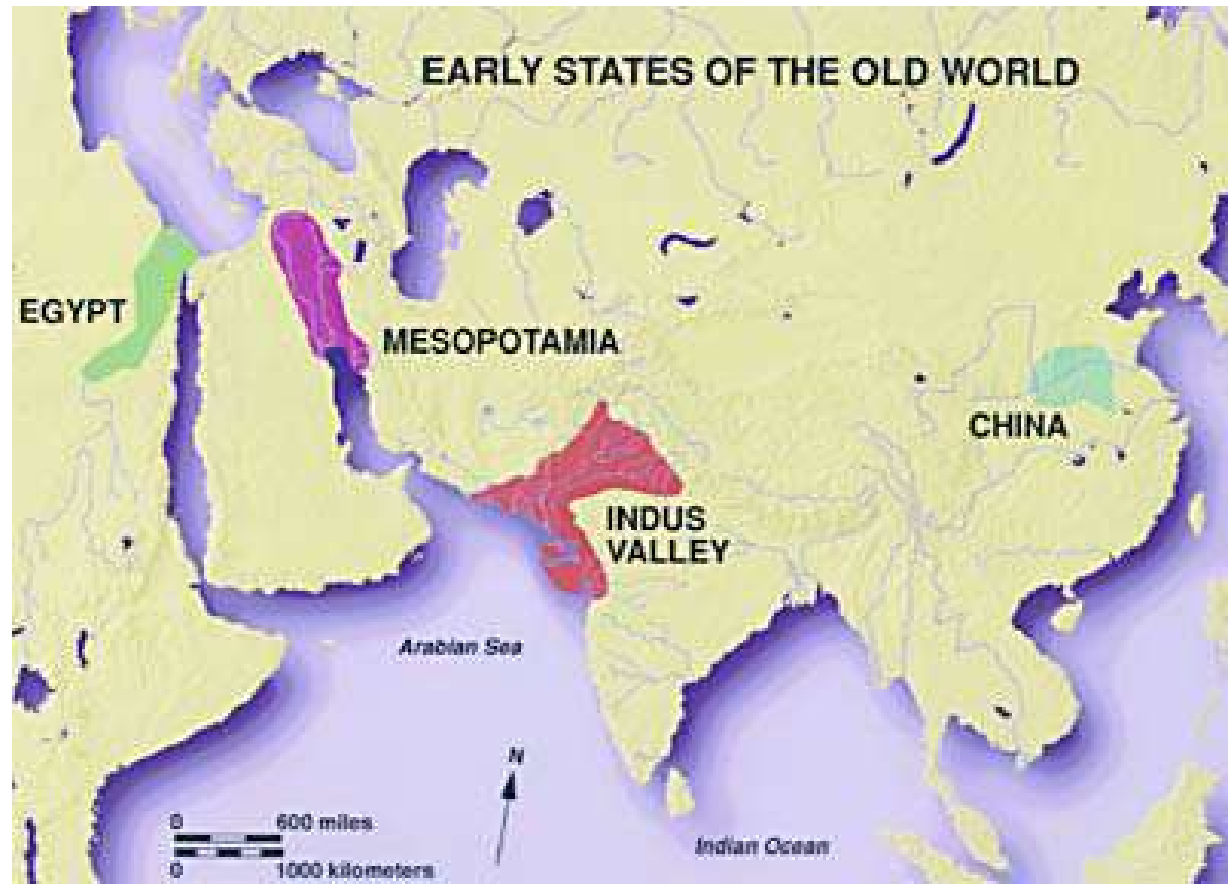 EARLY STATES OF THE OLD WORLD
EGYPT
MESOPOTAMIA
CHINA
INDUS
VALLEY
Arabian Sea
N
0 600 miles
0 1000 kilometers
Indian Ocean